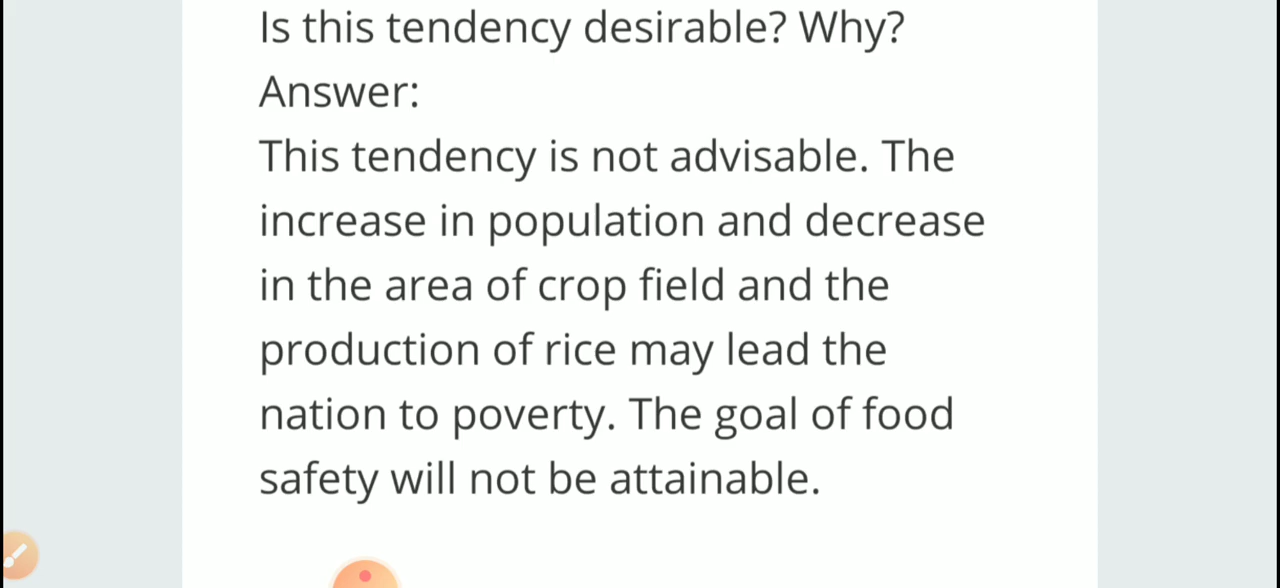 Is this tendency desirable? Why?
Answer:
This tendency is not advisable. The
increase in population and decrease
in the area of crop field and the
production of rice may lead the
nation to poverty. The goal of food
safety will not be attainable.